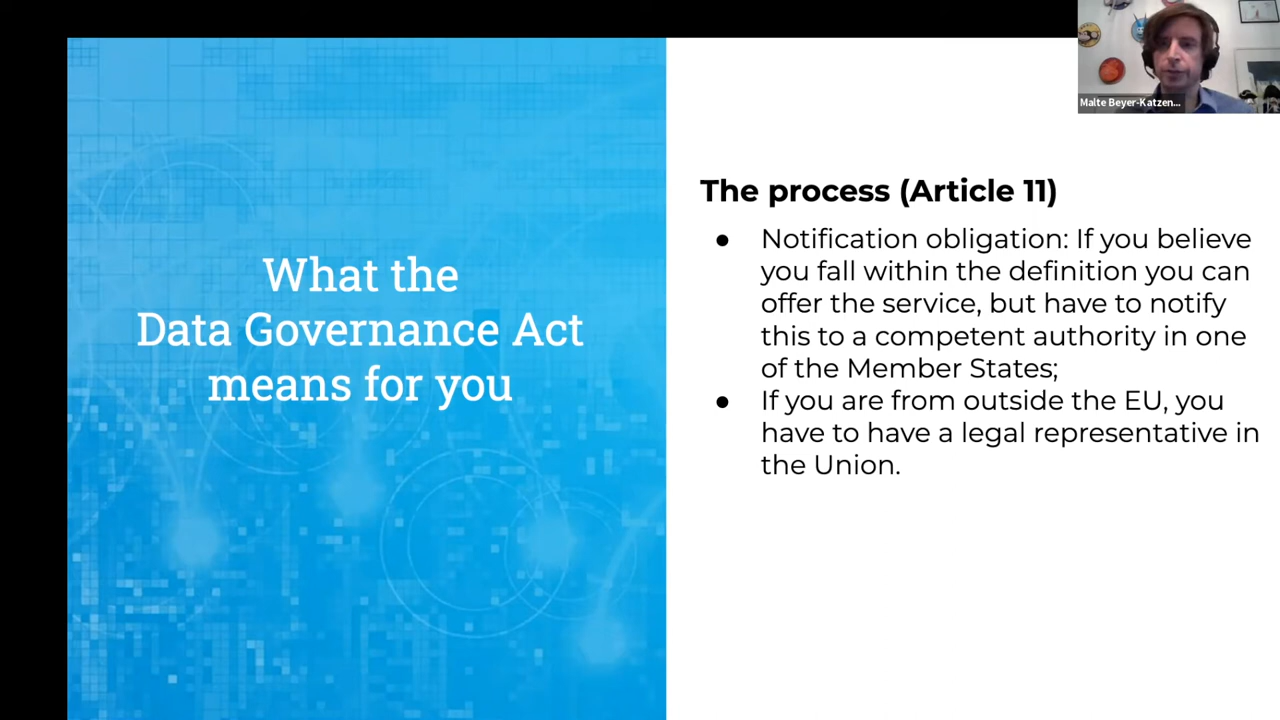 Malte Beyer-Katzen...
What the
Data Governance Act
means for you
The process (Article 11)
● Notification obligation: If you believe
you fall within the definition you can
offer the service, but have to notify
this to a competent authority in one
of the Member States;
● If you are from outside the EU, you
have to have a legal representative in
the Union.